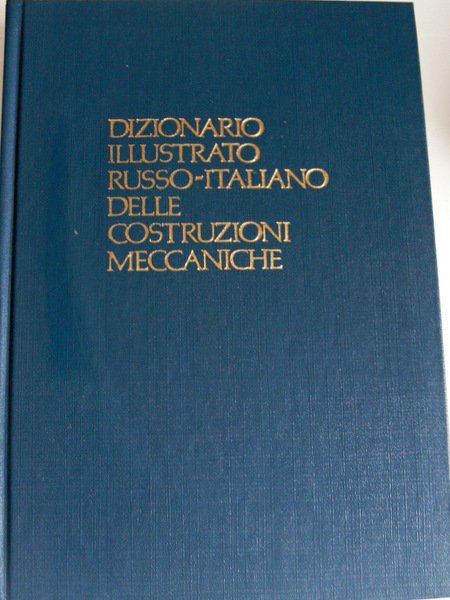 DIZIONARIO
ILLUSTRATO
RUSSO-ITALIANO
DELLE
COSTRUZIONI
MECCANICHE